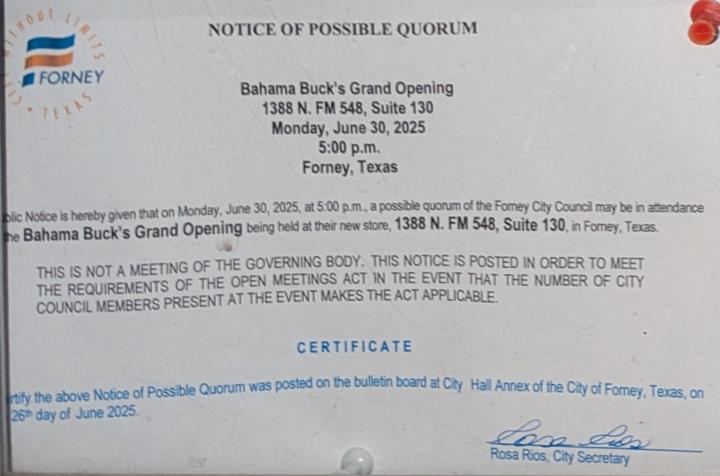 CITY WITHOUT LIMITS
FORNEY
• TEXAS
NOTICE OF POSSIBLE QUORUM
Bahama Buck's Grand Opening
1388 N. FM 548, Suite 130
Monday, June 30, 2025
5:00 p.m.
Forney, Texas
blic Notice is hereby given that on Monday, June 30, 2025, at 5:00 p.m., a possible quorum of the Forney City Council may be in attendance
he Bahama Buck's Grand Opening being held at their new store, 1388 N. FM 548, Suite 130, in Forney, Texas.
THIS IS NOT A MEETING OF THE GOVERNING BODY. THIS NOTICE IS POSTED IN ORDER TO MEET
THE REQUIREMENTS OF THE OPEN MEETINGS ACT IN THE EVENT THAT THE NUMBER OF CITY
COUNCIL MEMBERS PRESENT AT THE EVENT MAKES THE ACT APPLICABLE.
CERTIFICATE
rtify the above Notice of Possible Quorum was posted on the bulletin board at City Hall Annex of the City of Forney, Texas, on
26th day of June 2025.
Rosa Rios
Rosa Rios, City Secretary